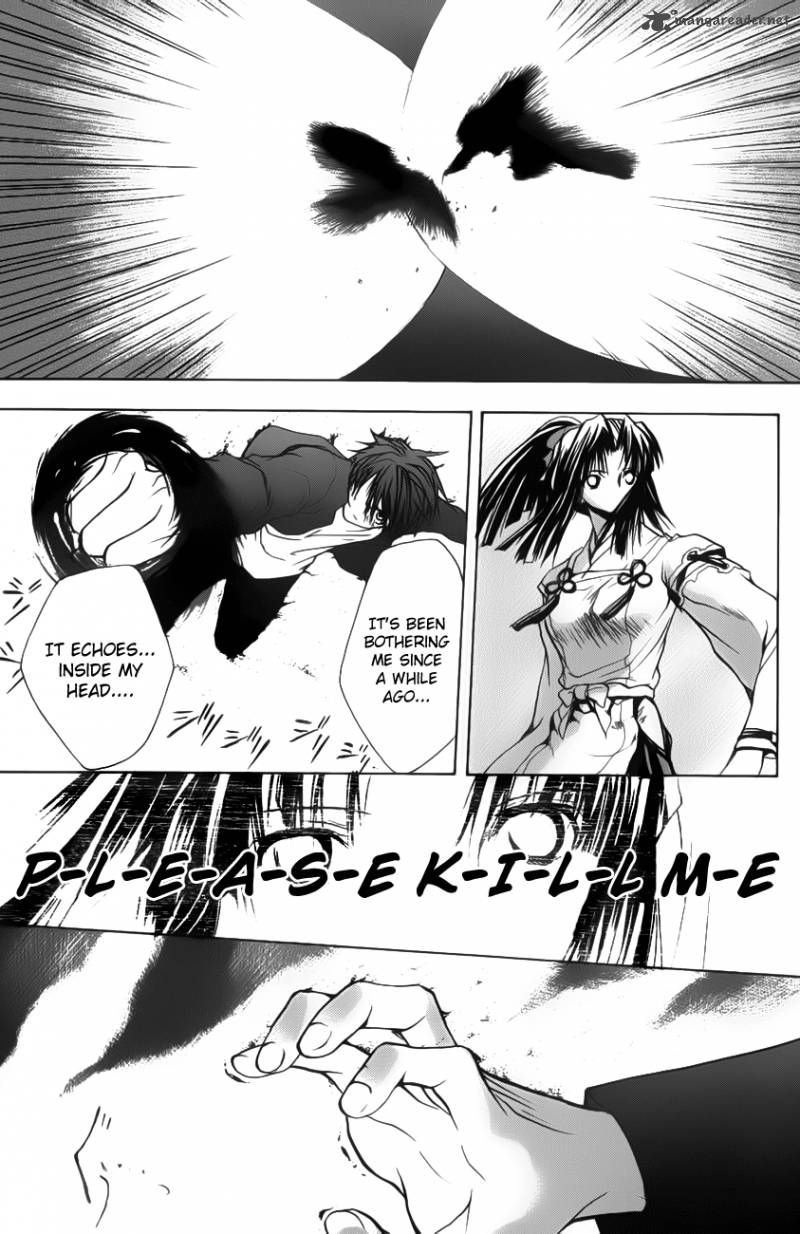 mangareader.net
IT'S BEEN
BOTHERING
ME SINCE
A WHILE
AGO...
IT ECHOES...
INSIDE MY
HEAD....
P-L-E-A-S-E K-I-L-L M-E